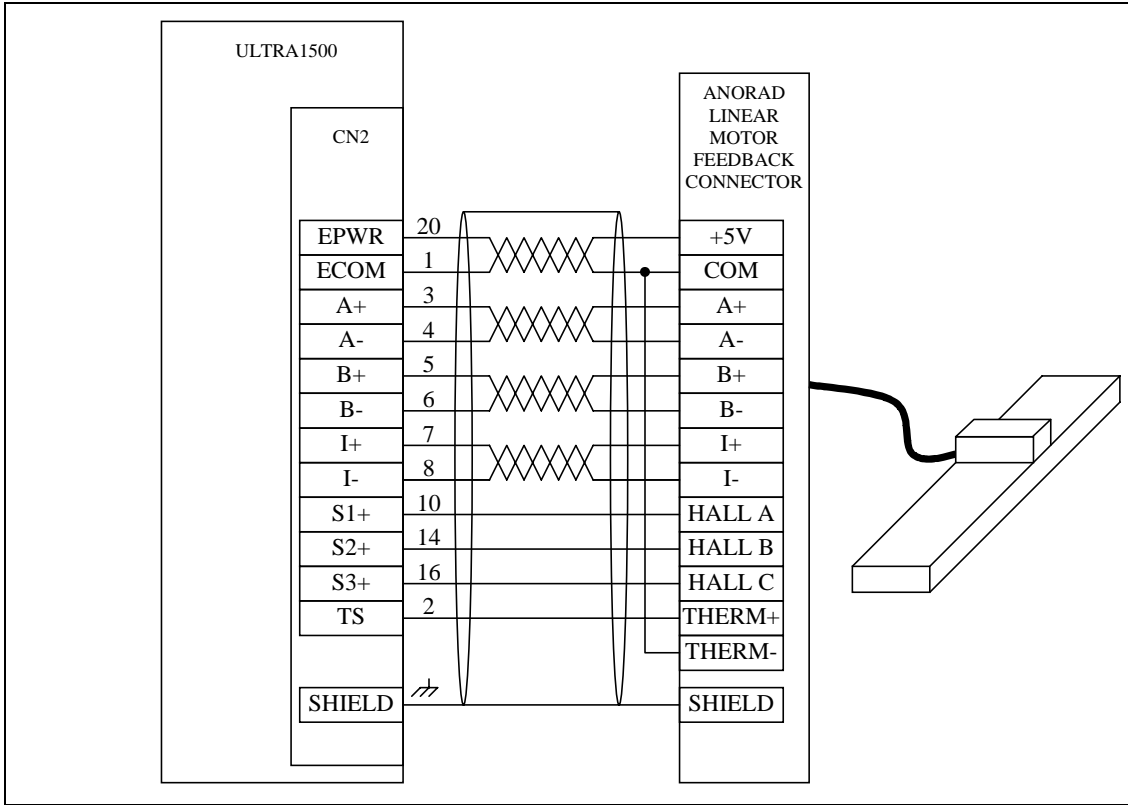 ULTRA1500
CN2
ANORAD
LINEAR
MOTOR
FEEDBACK
CONNECTOR
EPWR 20 +5V
ECOM 1 COM
A+ 3 A+
A- 4 A-
B+ 5 B+
B- 6 B-
I+ 7 I+
I- 8 I-
S1+ 10 HALL A
S2+ 14 HALL B
S3+ 16 HALL C
TS 2 THERM+
THERM-
SHIELD SHIELD